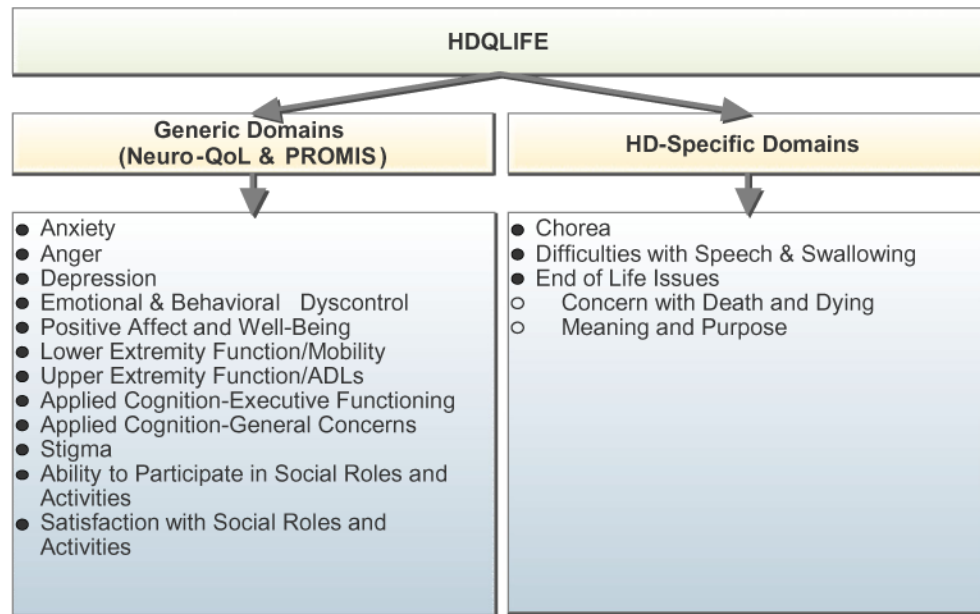 HDQLIFE
Generic Domains
(Neuro-QoL & PROMIS)
● Anxiety
● Anger
● Depression
● Emotional & Behavioral Dyscontrol
● Positive Affect and Well-Being
● Lower Extremity Function/Mobility
● Upper Extremity Function/ADLs
● Applied Cognition-Executive Functioning
● Applied Cognition-General Concerns
● Stigma
● Ability to Participate in Social Roles and
Activities
● Satisfaction with Social Roles and
Activities
HD-Specific Domains
● Chorea
● Difficulties with Speech & Swallowing
● End of Life Issues
○ Concern with Death and Dying
○ Meaning and Purpose